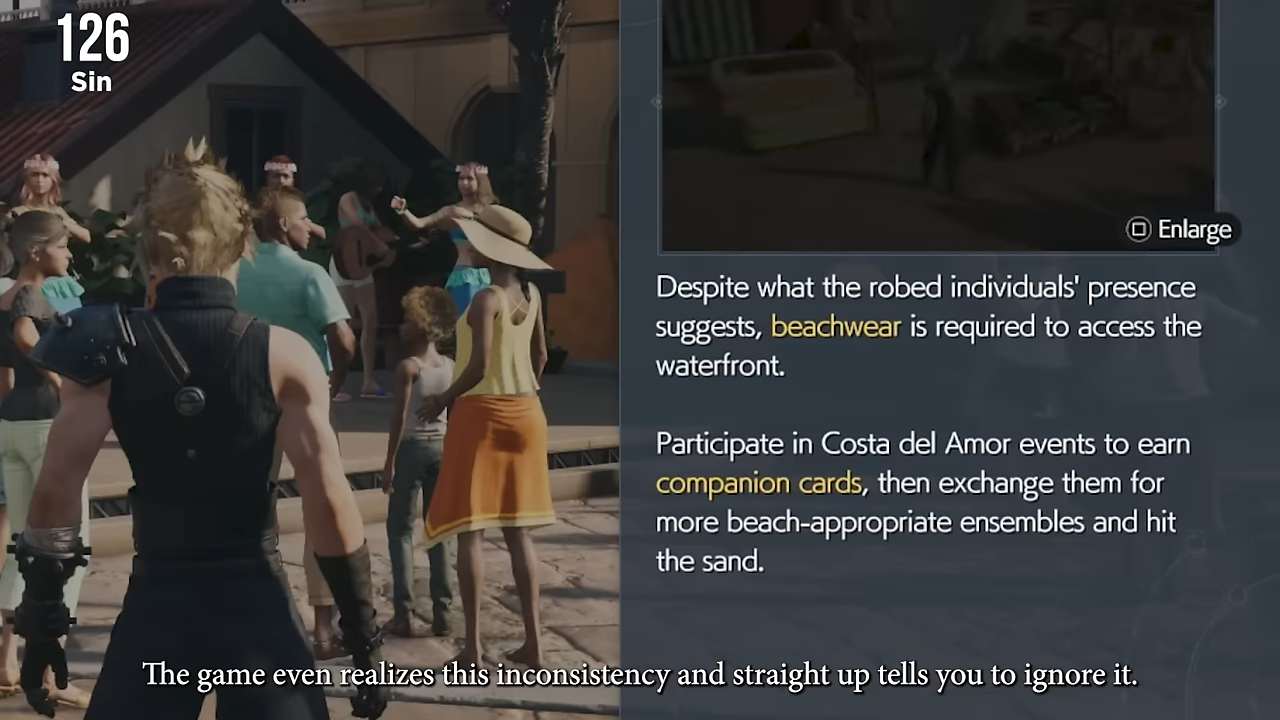 126
Sin
Enlarge
Despite what the robed individuals' presence
suggests, beachwear is required to access the
waterfront.
Participate in Costa del Amor events to earn
companion cards, then exchange them for
more beach-appropriate ensembles and hit
the sand.
The game even realizes this inconsistency and straight up tells you to ignore it.